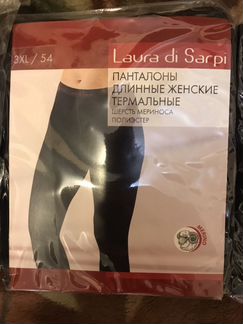 3XL / 54
Laura di Sarpi
ПАНТАЛОНЫ
ДЛИННЫЕ ЖЕНСКИЕ
ТЕРМАЛЬНЫЕ
ШЕРСТЬ МЕРИНОСА
ПОЛИЭСТЕР
MERINO